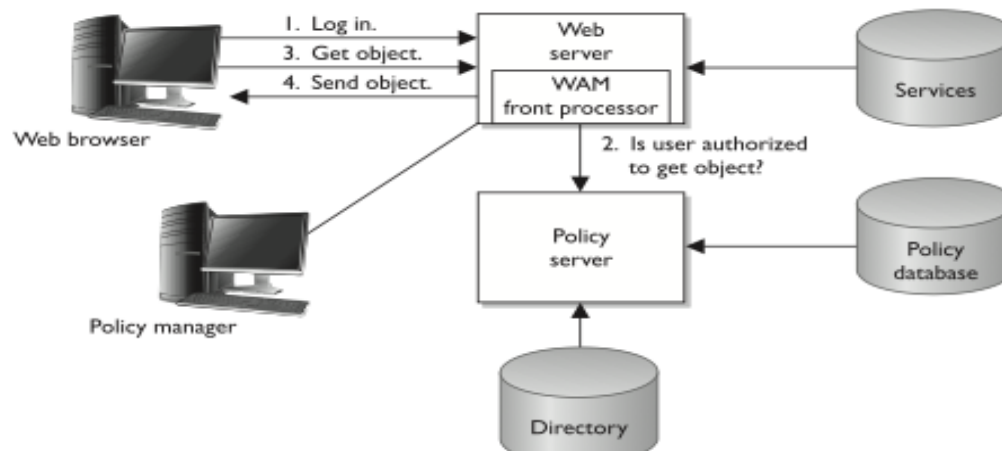 1. Log in.
3. Get object.
4. Send object.
Web browser
Web
server
WAM
front processor
Services
2. Is user authorized
to get object?
Policy manager
Policy
server
Policy
database
Directory